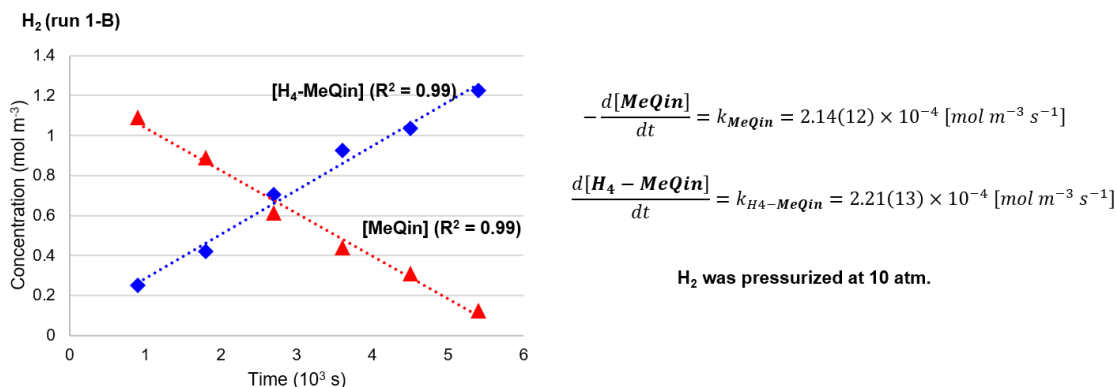 H₂ (run 1-B)
Concentration (mol m⁻³)
1.4
1.2
1
0.8
0.6
0.4
0.2
0
[H₄-MeQin] (R² = 0.99)
[MeQin] (R² = 0.99)
0 1 2 3 4 5 6
Time (10³ s)
−d[MeQin]/dt = k_MeQin = 2.14(12) × 10⁻⁴ [mol m⁻³ s⁻¹]
d[H₄ − MeQin]/dt = k_H4−MeQin = 2.21(13) × 10⁻⁴ [mol m⁻³ s⁻¹]
H₂ was pressurized at 10 atm.